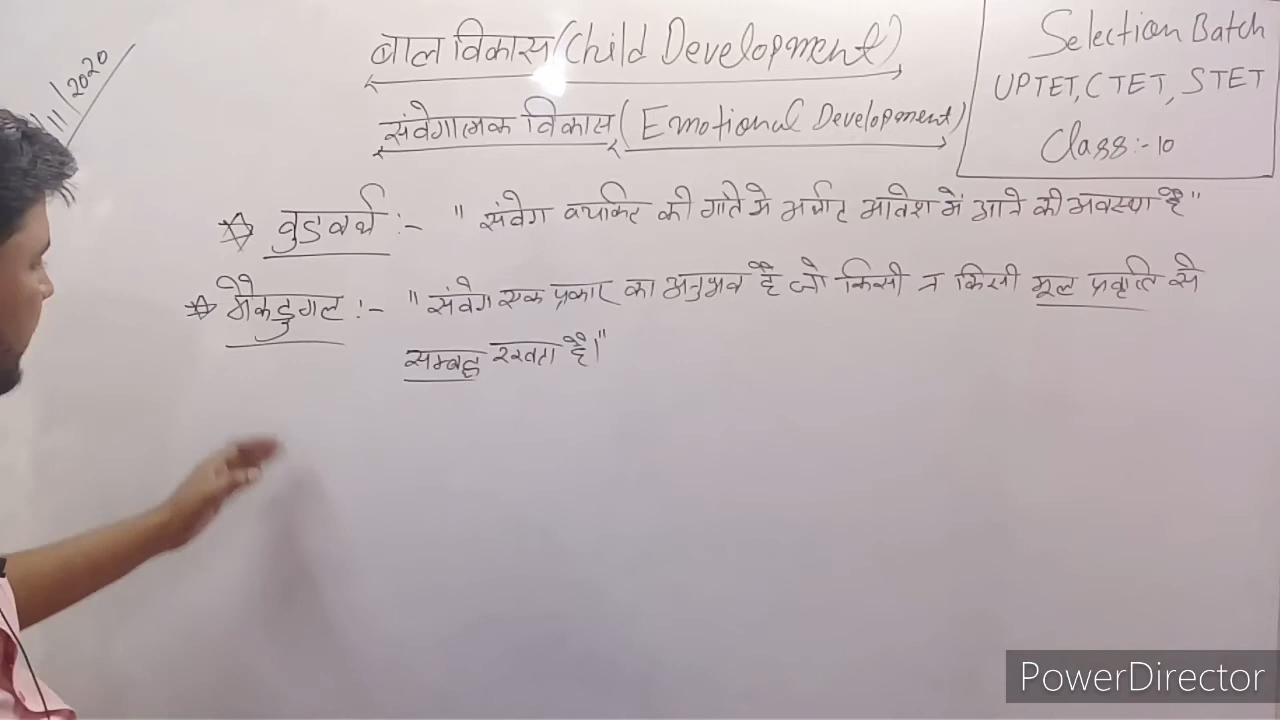 बाल विकास (Child Development)
संवेगात्मक विकास (Emotional Development)
Selection Batch
UPTET, CTET, STET
Class:- 10
11/2020
☆ वुडवर्थ :- "संवेग व्यक्ति की गति में अर्थात आवेश में आने की अवस्था है"
☆ मैकडुगल :- "संवेग एक प्रकार का अनुभव है जो किसी न किसी मूल प्रवृत्ति से
सम्बद्ध रखता है।"
PowerDirector